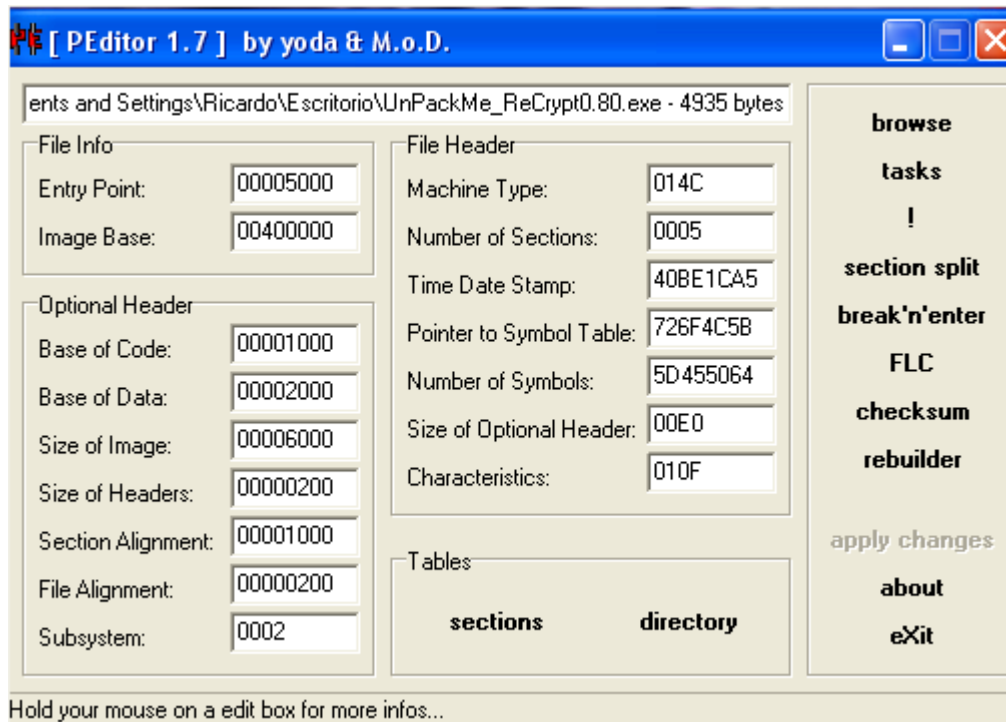 [ PEditor 1.7 ] by yoda & M.o.D.
ents and Settings\Ricardo\Escritorio\UnPackMe_ReCrypt0.80.exe - 4935 bytes
File Info
Entry Point: 00005000
Image Base: 00400000
Optional Header
Base of Code: 00001000
Base of Data: 00002000
Size of Image: 00006000
Size of Headers: 00000200
Section Alignment: 00001000
File Alignment: 00000200
Subsystem: 0002
File Header
Machine Type: 014C
Number of Sections: 0005
Time Date Stamp: 40BE1CA5
Pointer to Symbol Table: 726F4C5B
Number of Symbols: 5D455064
Size of Optional Header: 00E0
Characteristics: 010F
Tables
sections directory
browse
tasks
!
section split
break'n'enter
FLC
checksum
rebuilder
apply changes
about
eXit
Hold your mouse on a edit box for more infos...